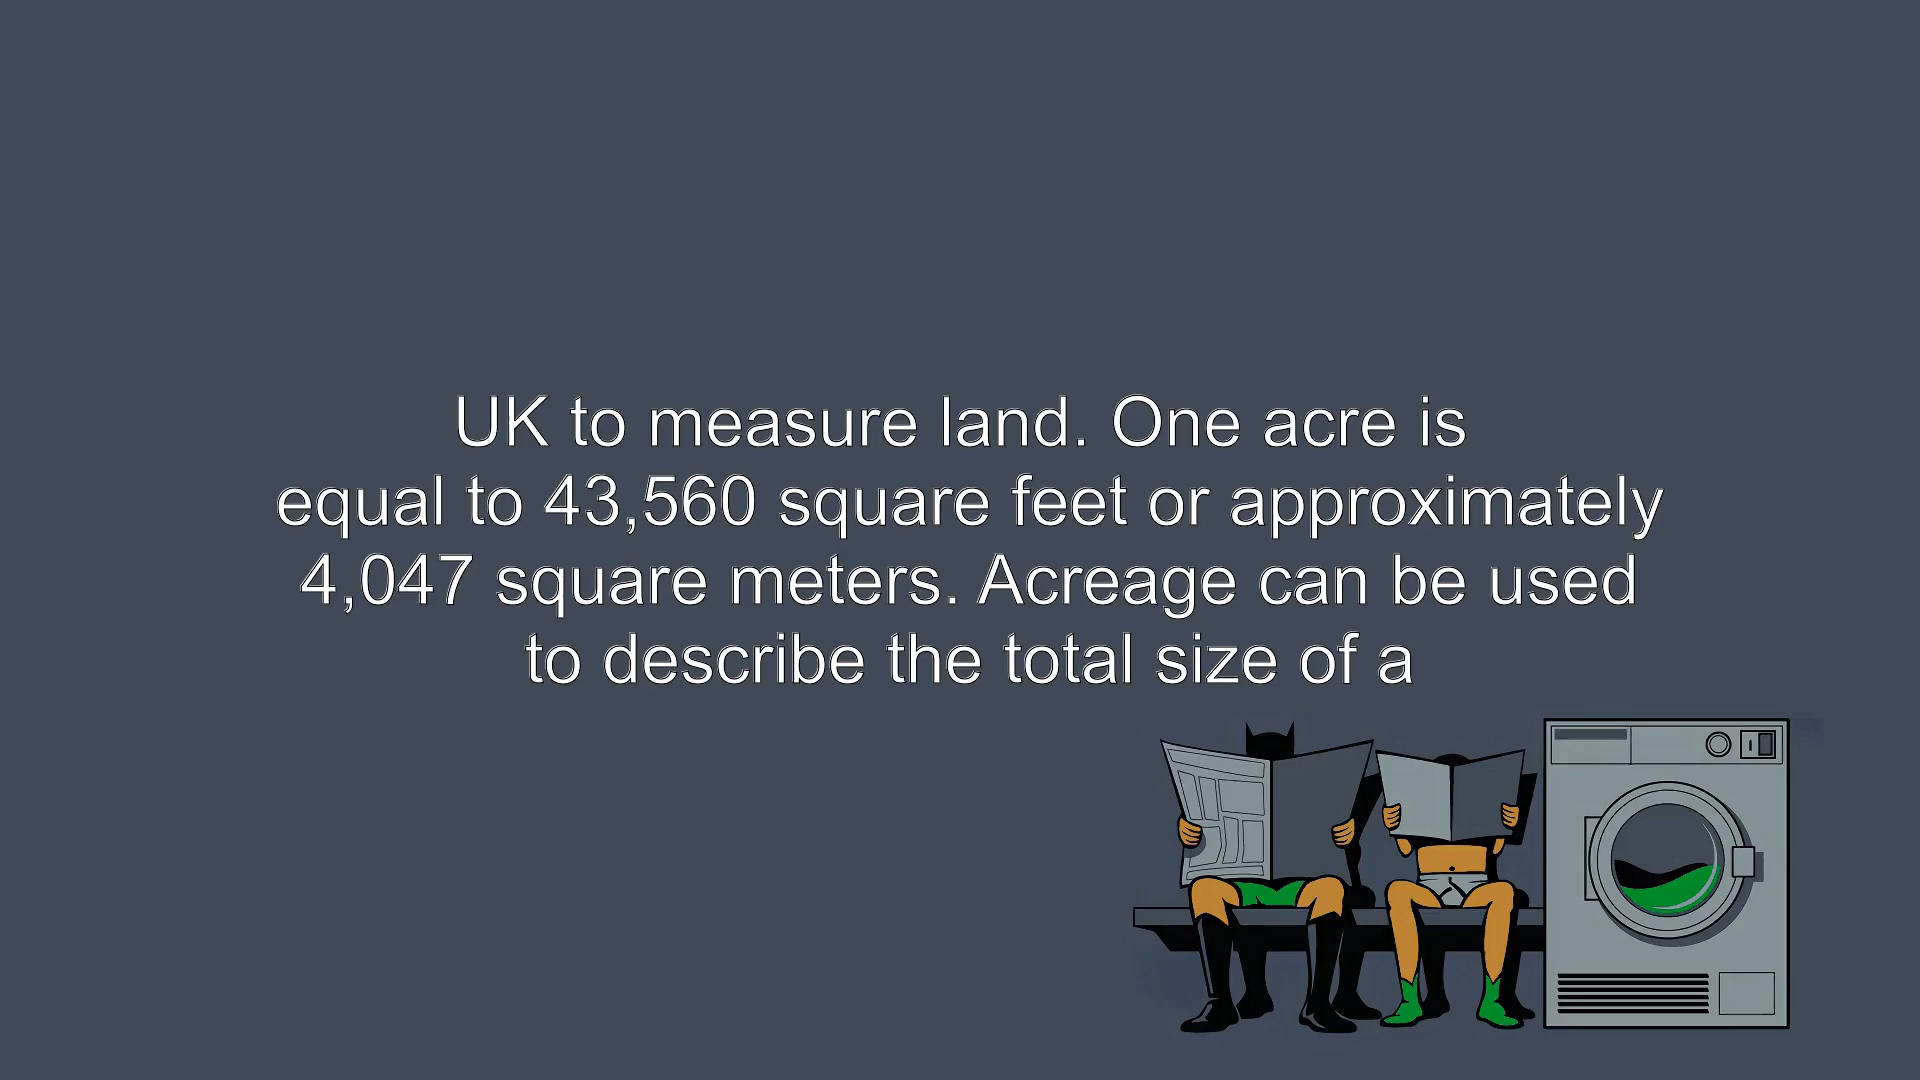 UK to measure land. One acre is
equal to 43,560 square feet or approximately
4,047 square meters. Acreage can be used
to describe the total size of a